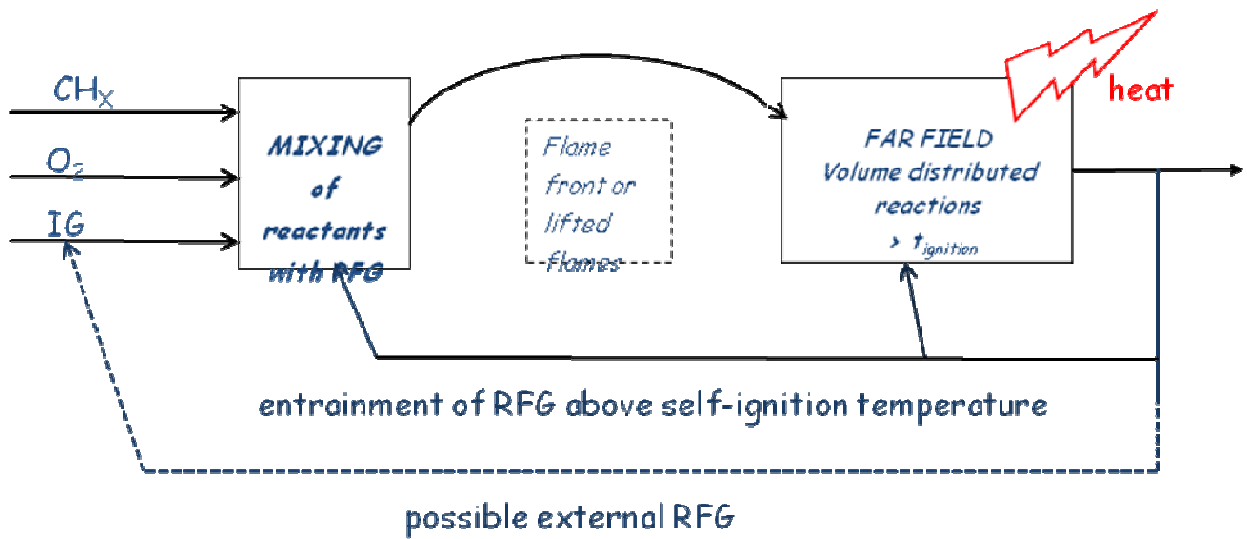 CHX
O2
IG
MIXING
of
reactants
with RFG
Flame
front or
lifted
flames
FAR FIELD
Volume distributed
reactions
> tignition
heat
entrainment of RFG above self-ignition temperature
possible external RFG